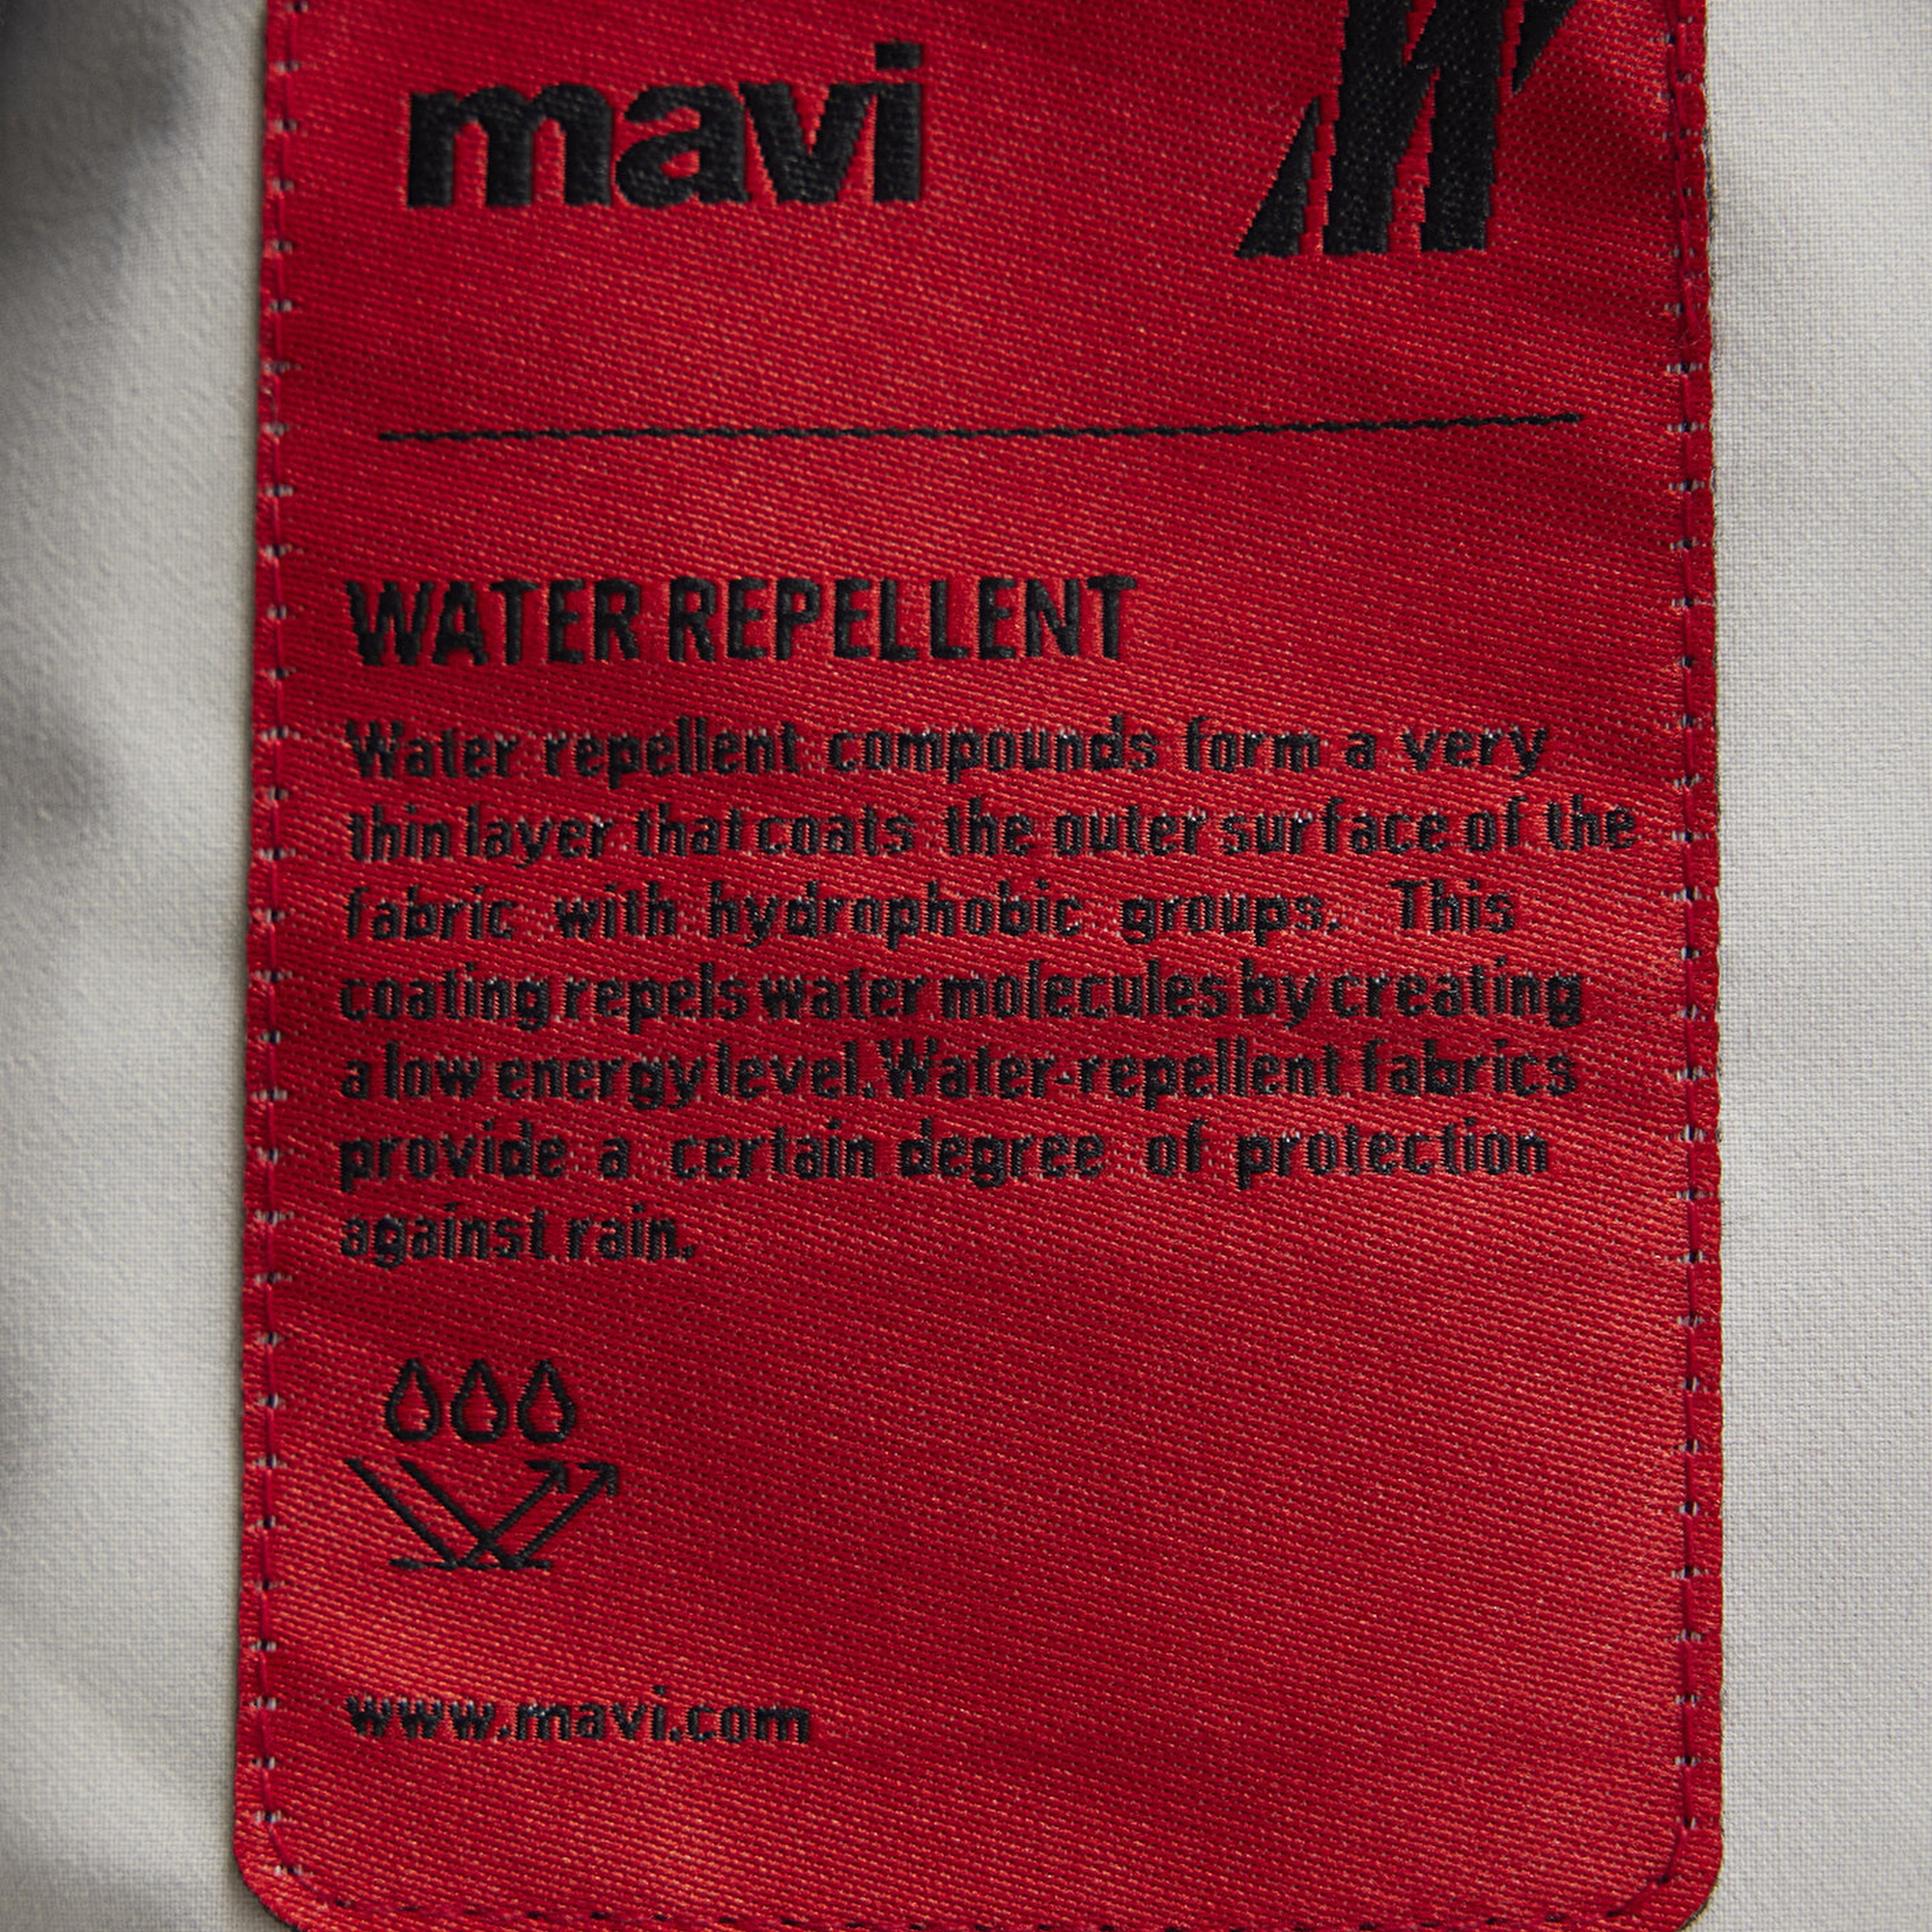 mavi
WATER REPELLENT
Water repellent compounds form a very
thin layer that coats the outer surface of the
fabric with hydrophobic groups. This
coating repels water molecules by creating
a low energy level.Water-repellent fabrics
provide a certain degree of protection
against rain.
www.mavi.com